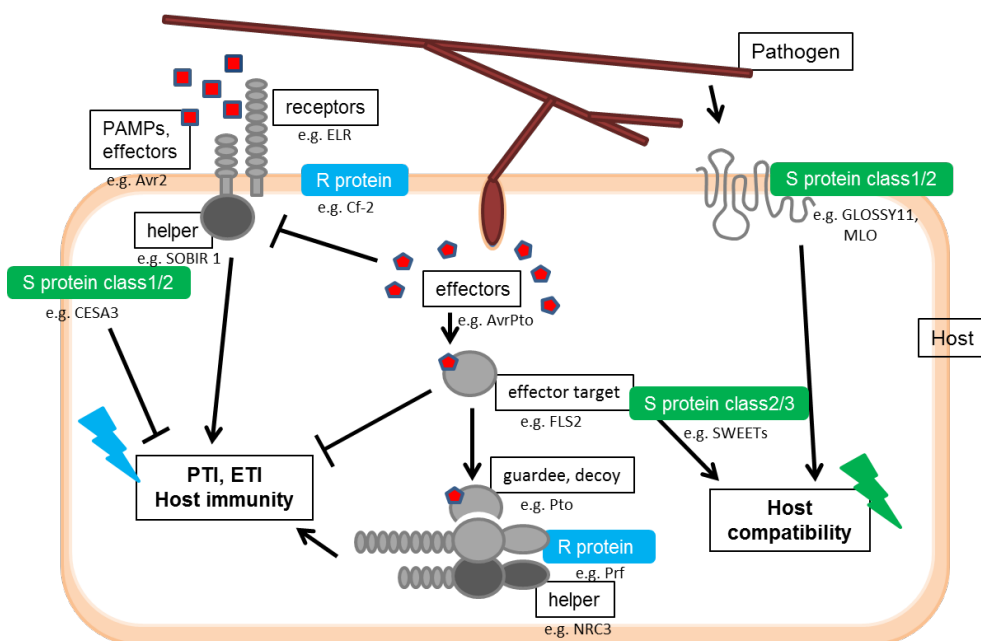 Pathogen
receptors
e.g. ELR
PAMPs,
effectors
e.g. Avr2
R protein
e.g. Cf-2
S protein class1/2
e.g. GLOSSY11,
MLO
helper
e.g. SOBIR 1
S protein class1/2
e.g. CESA3
effectors
e.g. AvrPto
Host
effector target
e.g. FLS2
S protein class2/3
e.g. SWEETs
PTI, ETI
Host immunity
guardee, decoy
e.g. Pto
Host
compatibility
R protein
e.g. Prf
helper
e.g. NRC3